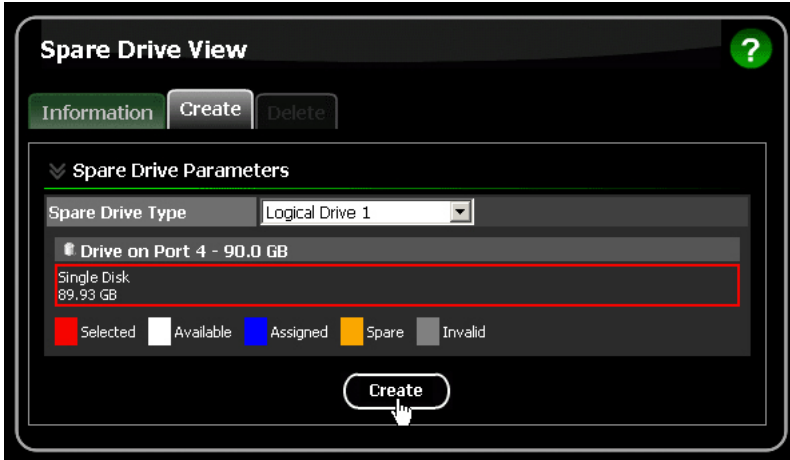 Spare Drive View
?
Information Create Delete
Spare Drive Parameters
Spare Drive Type Logical Drive 1
Drive on Port 4 - 90.0 GB
Single Disk
89.93 GB
Selected Available Assigned Spare Invalid
Create